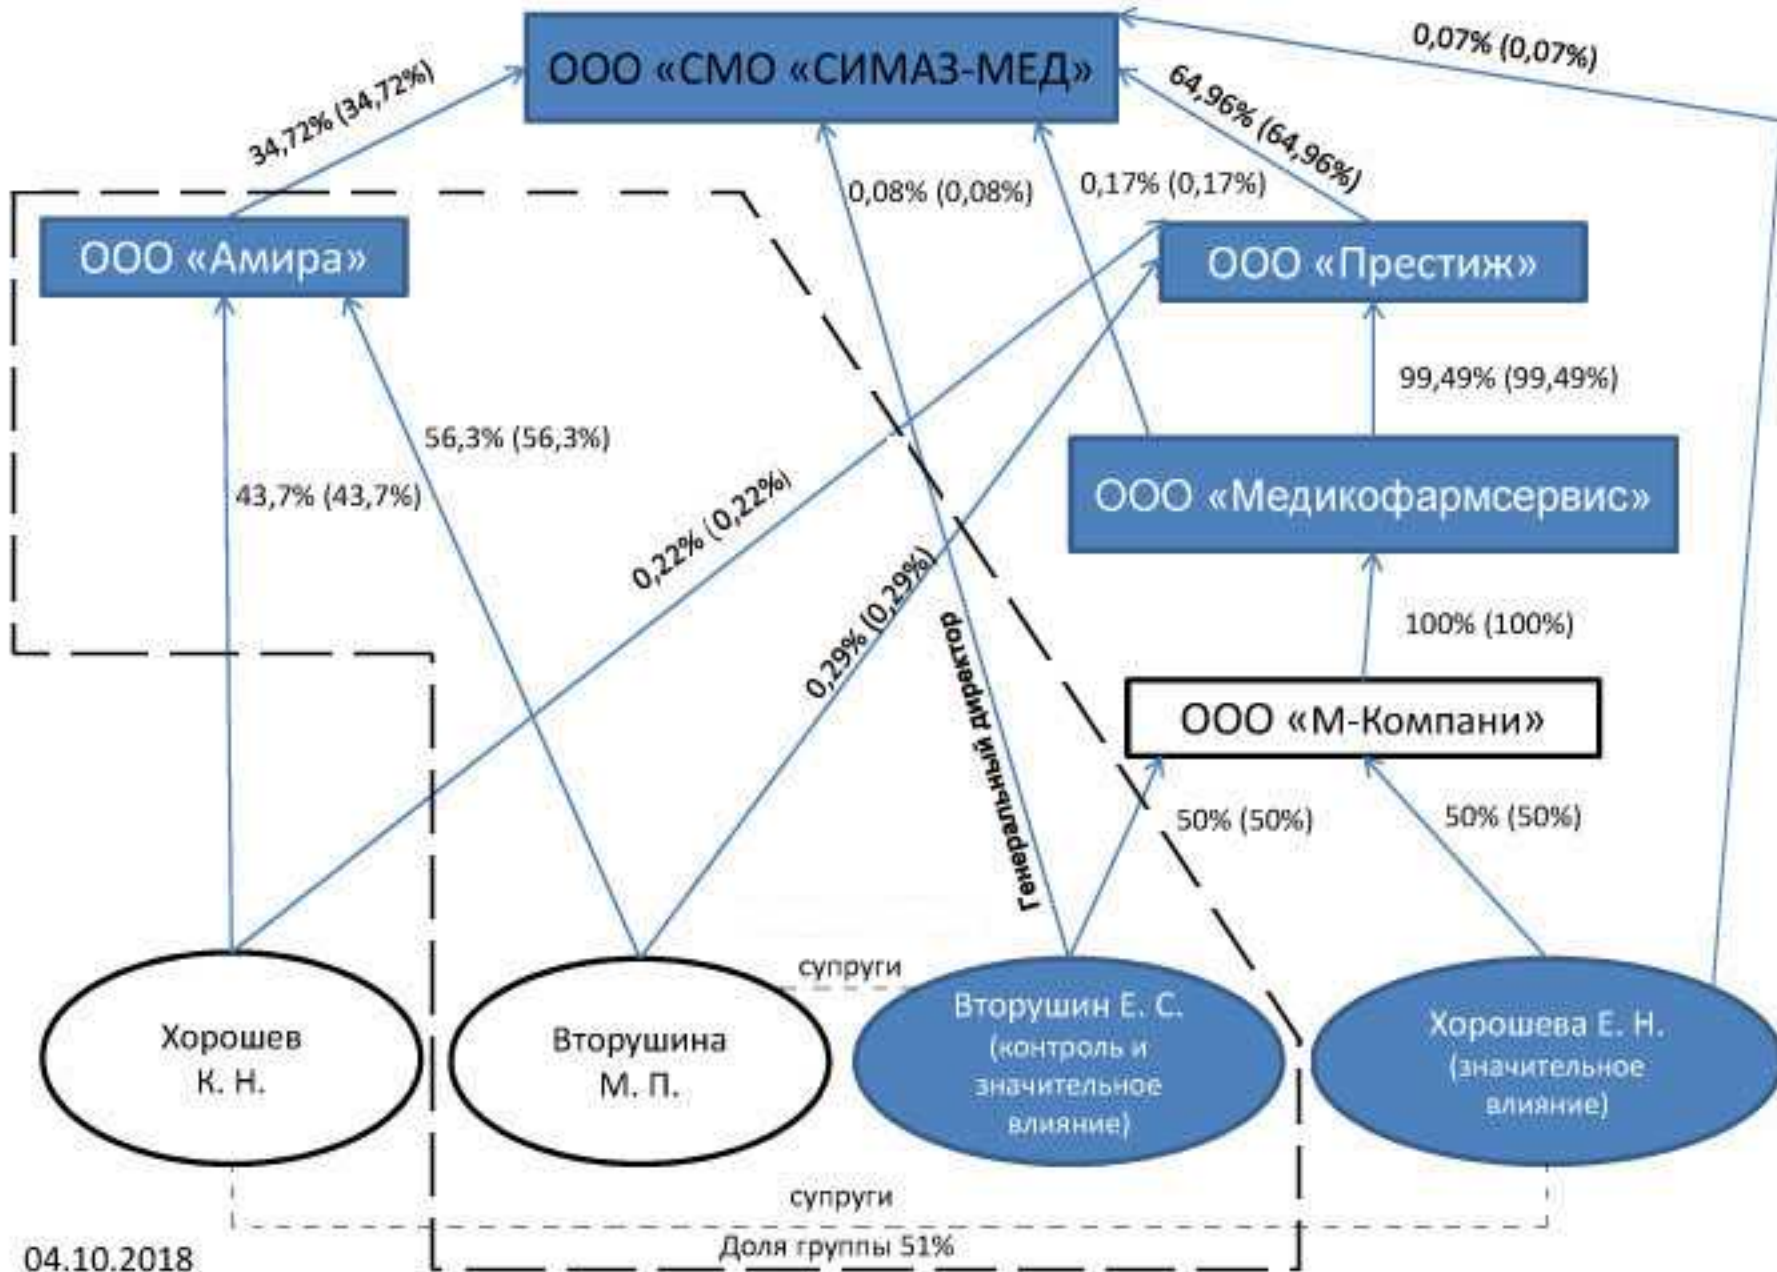 0,07% (0,07%)
ООО «СМО «СИМАЗ-МЕД»
34,72% (34,72%)
64,96% (64,96%)
0,08% (0,08%)
0,17% (0,17%)
ООО «Амира»
ООО «Престиж»
99,49% (99,49%)
56,3% (56,3%)
43,7% (43,7%)
0,22% (0,22%)
ООО «Медикофармсервис»
0,29% (0,29%)
Генеральный директор
100% (100%)
ООО «М-Компани»
50% (50%)
50% (50%)
супруги
Хорошев
К. Н.
Вторушина
М. П.
Вторушин Е. С.
(контроль и
значительное
влияние)
Хорошева Е. Н.
(значительное
влияние)
супруги
Доля группы 51%
04.10.2018